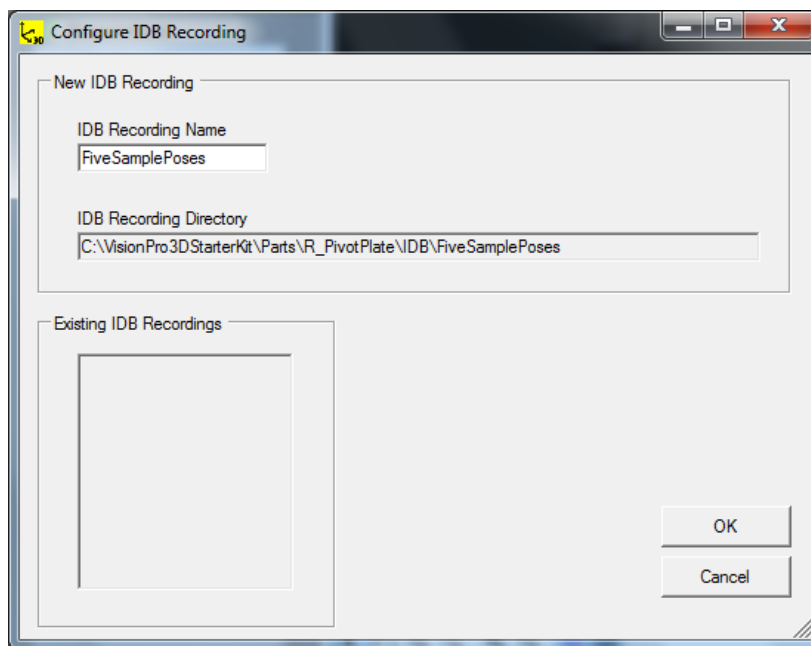 Configure IDB Recording
New IDB Recording
IDB Recording Name
FiveSamplePoses
IDB Recording Directory
C:\VisionPro3DStarterKit\Parts\R_PivotPlate\IDB\FiveSamplePoses
Existing IDB Recordings
OK
Cancel